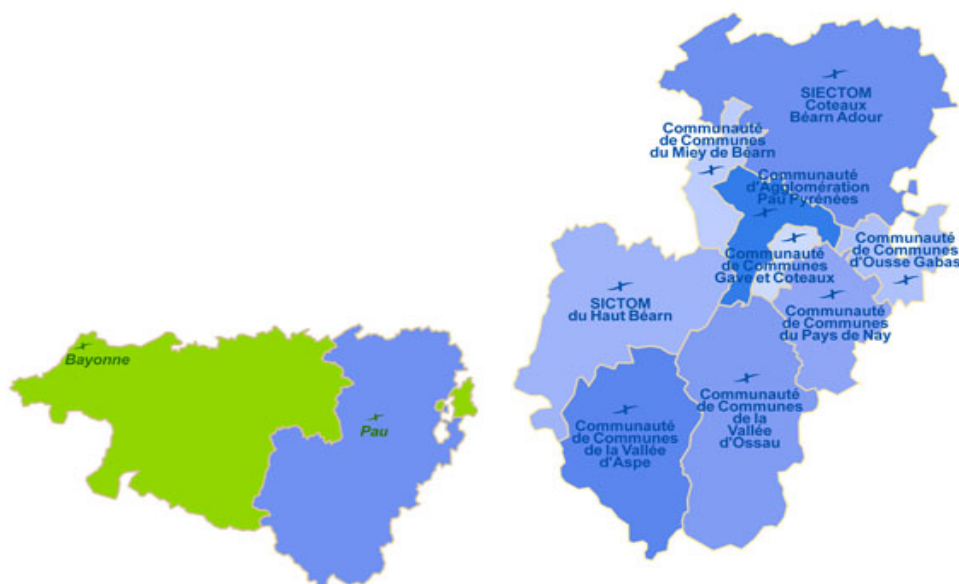 SIECTOM
Coteaux
Béarn Adour
Communauté
de Communes
du Miey de Béarn
Communauté
d'Agglomération
Pau Pyrénées
Communauté
de Communes
d'Ousse Gabas
Communauté
de Communes
Gave et Coteaux
SICTOM
du Haut Béarn
Communauté
de Communes
du Pays de Nay
Bayonne
Pau
Communauté
de Communes
de la Vallée
d'Aspe
Communauté
de Communes
de la
Vallée
d'Ossau